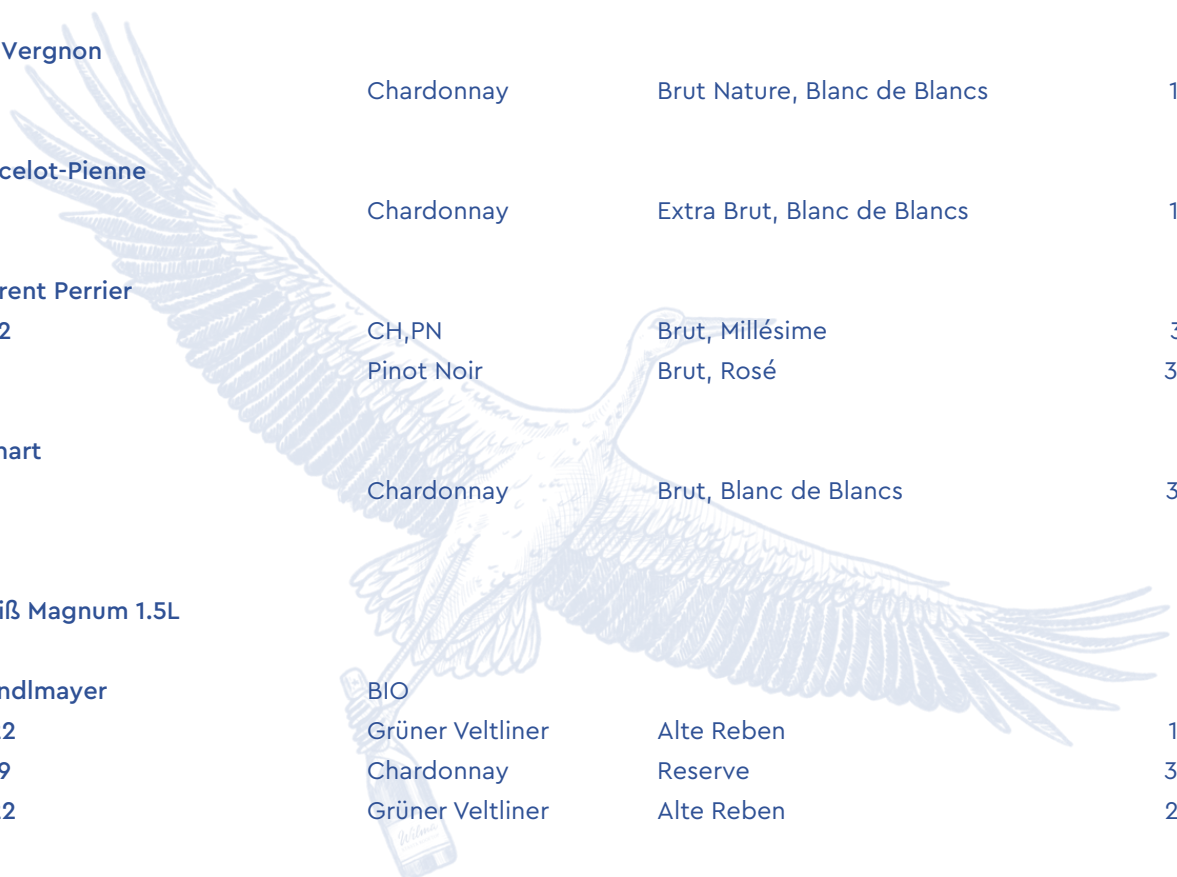 Vergnon
Chardonnay Brut Nature, Blanc de Blancs 1
celot-Pienne
Chardonnay Extra Brut, Blanc de Blancs 1
rent Perrier
2 CH,PN Brut, Millésime 3
Pinot Noir Brut, Rosé 3
hart
Chardonnay Brut, Blanc de Blancs 3
iß Magnum 1.5L
ndlmayer BIO
22 Grüner Veltliner Alte Reben 1
9 Chardonnay Reserve 3
22 Grüner Veltliner Alte Reben 2
Wilma